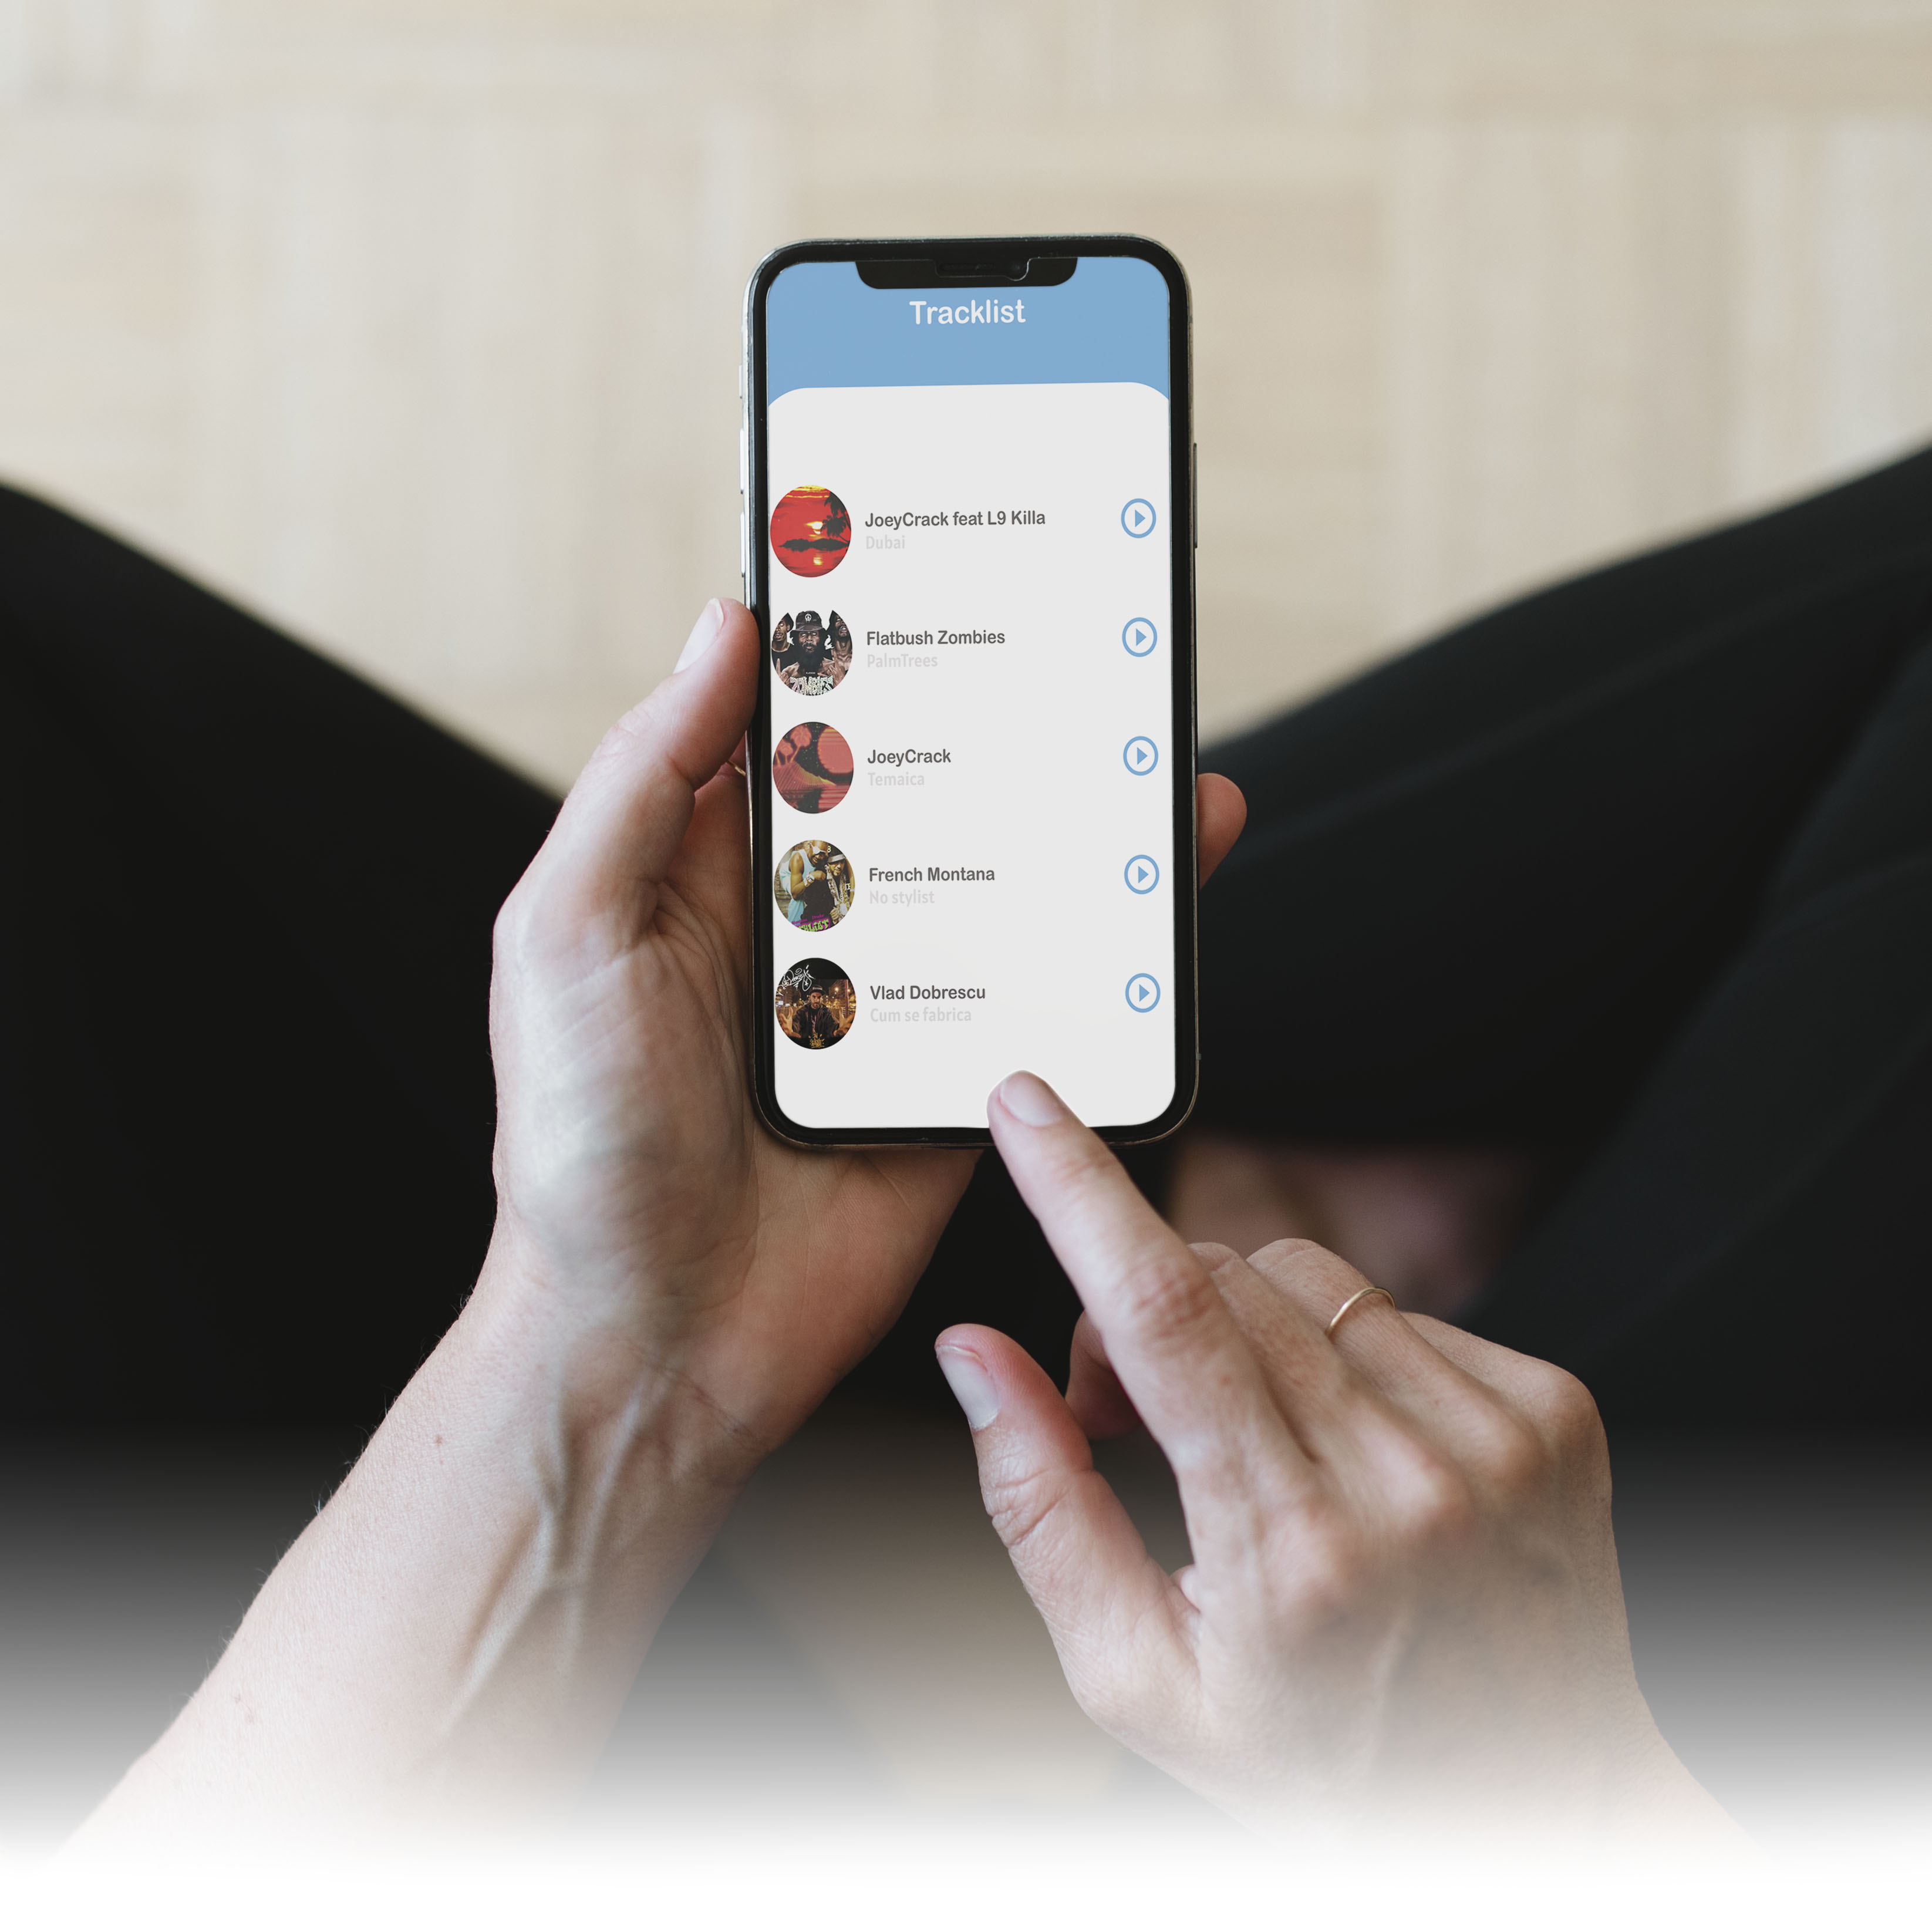 Tracklist
JoeyCrack feat L9 Killa
Dubai
Flatbush Zombies
PalmTrees
JoeyCrack
Temaica
French Montana
No stylist
Vlad Dobrescu
Cum se fabrica